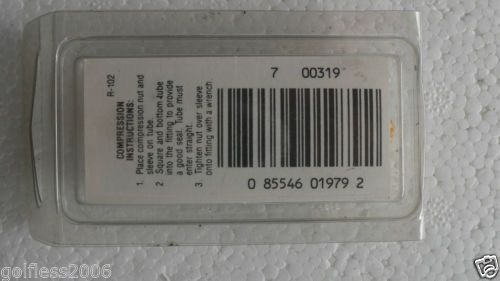 R-102
COMPRESSION
INSTRUCTIONS:
1. Place compression nut and
sleeve on tube
2 Square and bottom tube
into the fitting to provide
a good seal. Tube must
enter straight.
3. Tighten nut over sleeve
onto fitting with a wrench
7 00319
0 85546 01979 2
ebay
golfless2006